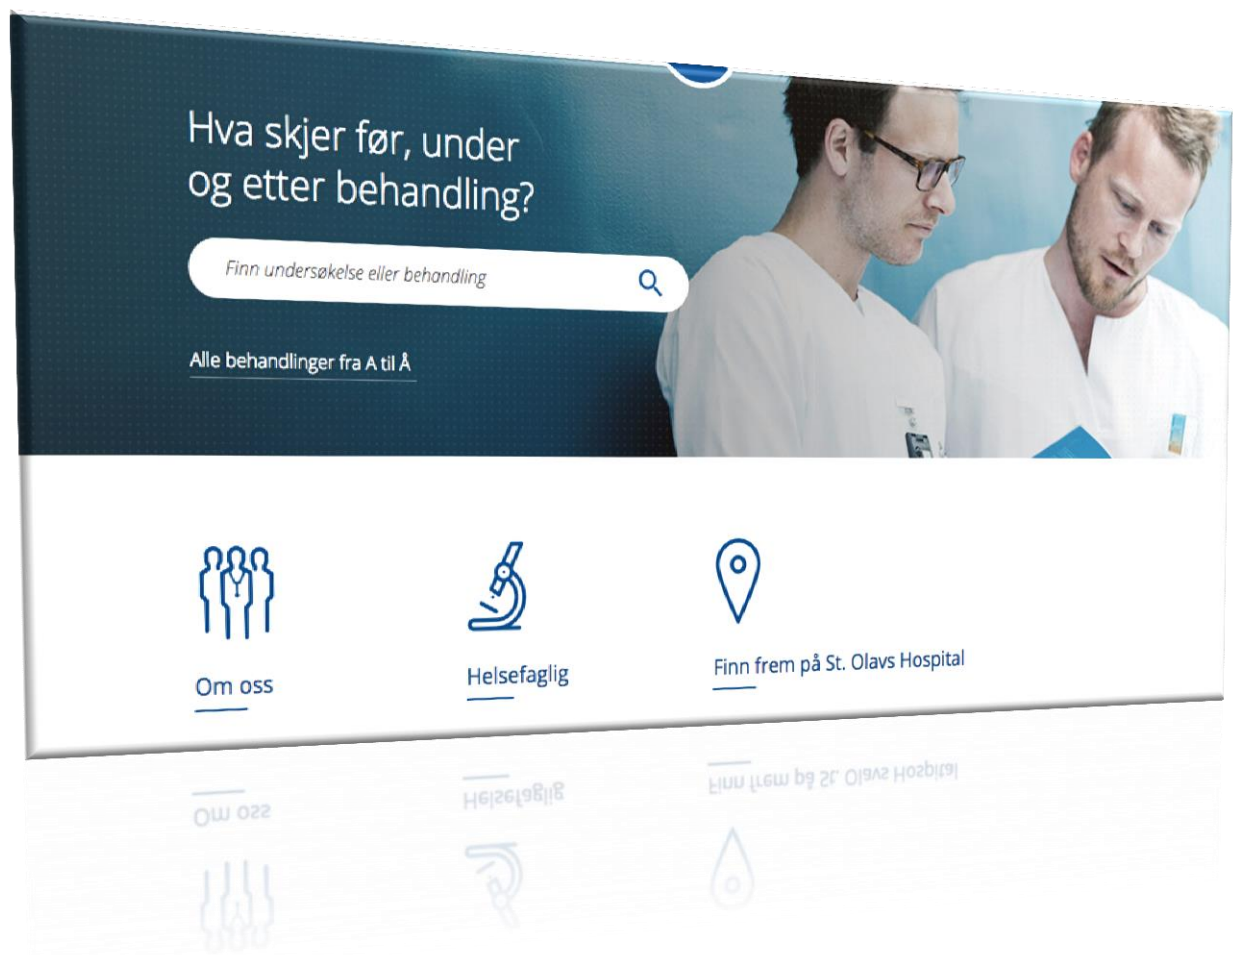 Hva skjer før, under
og etter behandling?
Finn undersøkelse eller behandling
Alle behandlinger fra A til Å
Om oss
Helsefaglig
Finn frem på St. Olavs Hospital